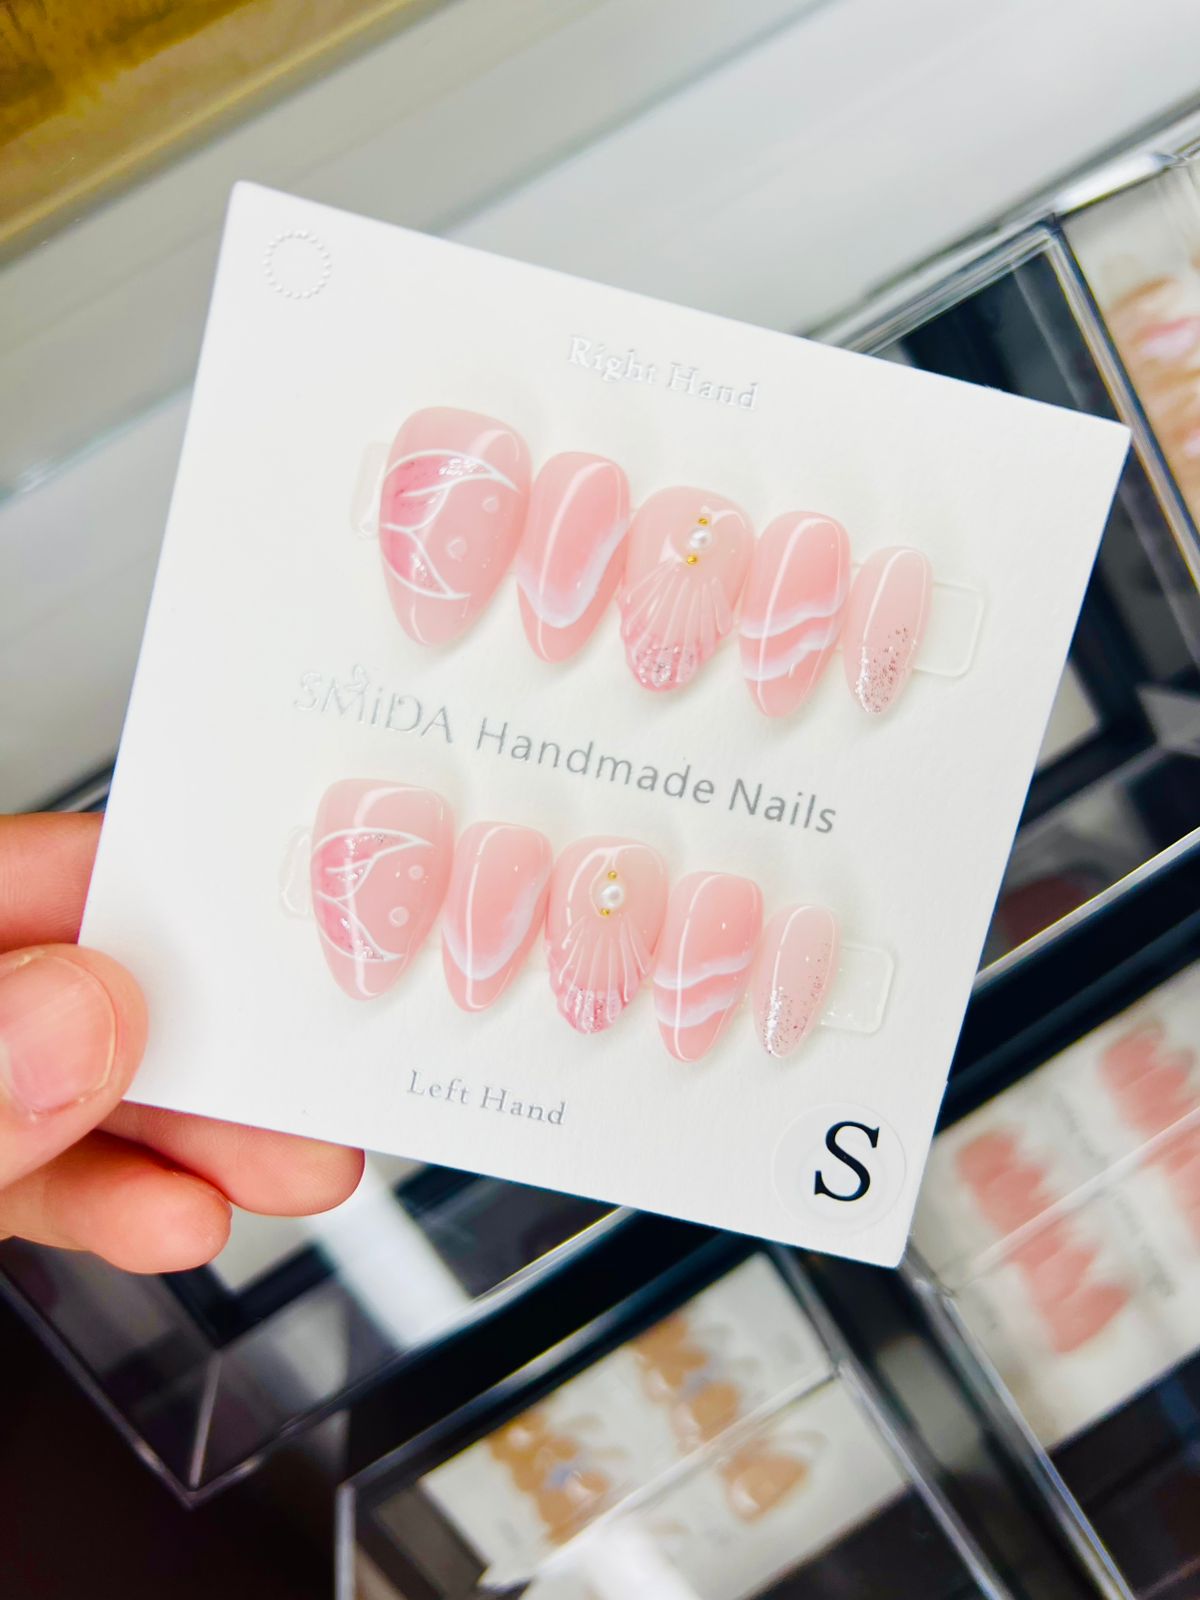 Right Hand
SMiDA Handmade Nails
Left Hand
S